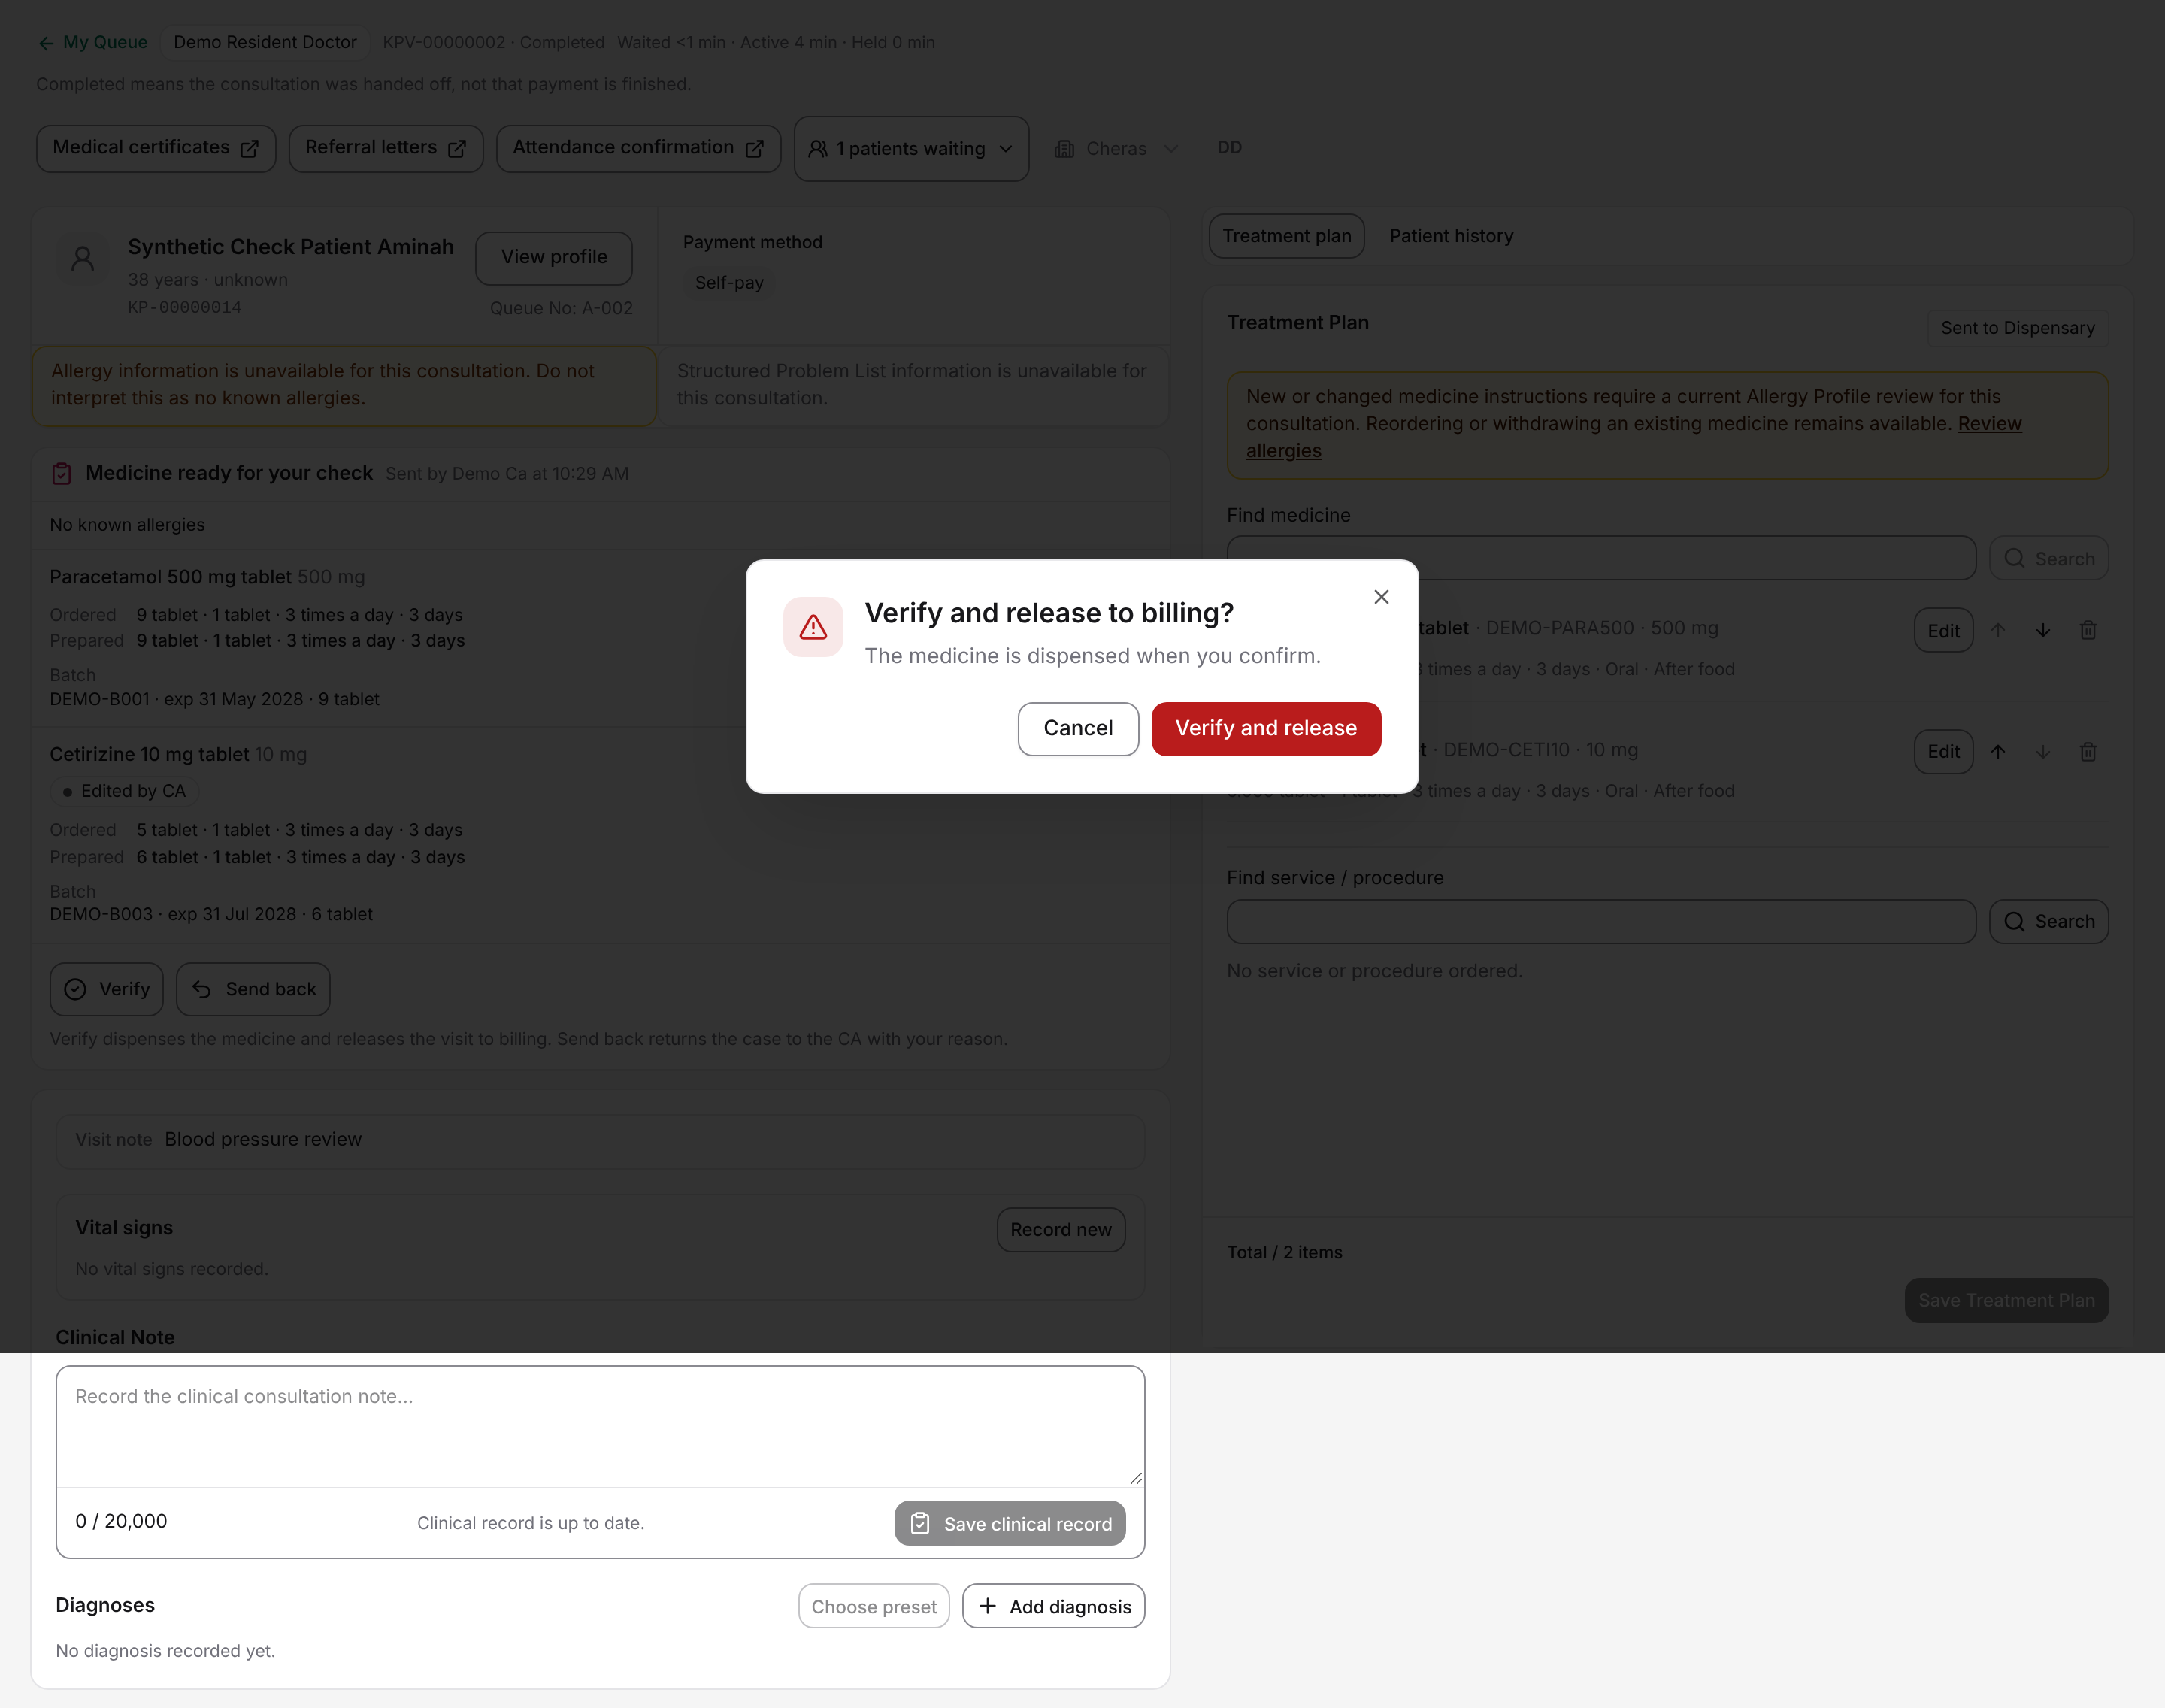 My Queue Demo Resident Doctor KPV-00000002 · Completed Waited <1 min · Active 4 min · Held 0 min
Completed means the consultation was handed off, not that payment is finished.
Medical certificates Referral letters Attendance confirmation 1 patients waiting Cheras DD
Synthetic Check Patient Aminah
38 years · unknown
KP-00000014
View profile
Queue No: A-002
Payment method
Self-pay
Allergy information is unavailable for this consultation. Do not
interpret this as no known allergies.
Structured Problem List information is unavailable for
this consultation.
Medicine ready for your check Sent by Demo Ca at 10:29 AM
No known allergies
Paracetamol 500 mg tablet 500 mg
Ordered 9 tablet · 1 tablet · 3 times a day · 3 days
Prepared 9 tablet · 1 tablet · 3 times a day · 3 days
Batch
DEMO-B001 · exp 31 May 2028 · 9 tablet
Cetirizine 10 mg tablet 10 mg
Edited by CA
Ordered 5 tablet · 1 tablet · 3 times a day · 3 days
Prepared 6 tablet · 1 tablet · 3 times a day · 3 days
Batch
DEMO-B003 · exp 31 Jul 2028 · 6 tablet
Verify Send back
Verify dispenses the medicine and releases the visit to billing. Send back returns the case to the CA with your reason.
Visit note Blood pressure review
Vital signs
Record new
No vital signs recorded.
Clinical Note
Record the clinical consultation note...
0 / 20,000 Clinical record is up to date. Save clinical record
Diagnoses Choose preset Add diagnosis
No diagnosis recorded yet.
Verify and release to billing?
The medicine is dispensed when you confirm.
Cancel Verify and release
Treatment plan Patient history
Treatment Plan Sent to Dispensary
New or changed medicine instructions require a current Allergy Profile review for this
consultation. Reordering or withdrawing an existing medicine remains available. Review
allergies
Find medicine
Search
tablet · DEMO-PARA500 · 500 mg Edit
times a day · 3 days · Oral · After food
· DEMO-CETI10 · 10 mg Edit
3 times a day · 3 days · Oral · After food
Find service / procedure
Search
No service or procedure ordered.
Total / 2 items
Save Treatment Plan